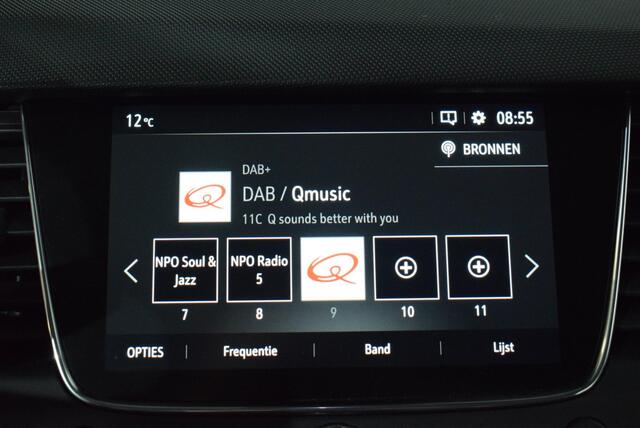 12°C
08:55
BRONNEN
DAB+
DAB / Qmusic
11C Q sounds better with you
NPO Soul &
Jazz
NPO Radio
5
7
8
9
10
11
OPTIES
Frequentie
Band
Lijst